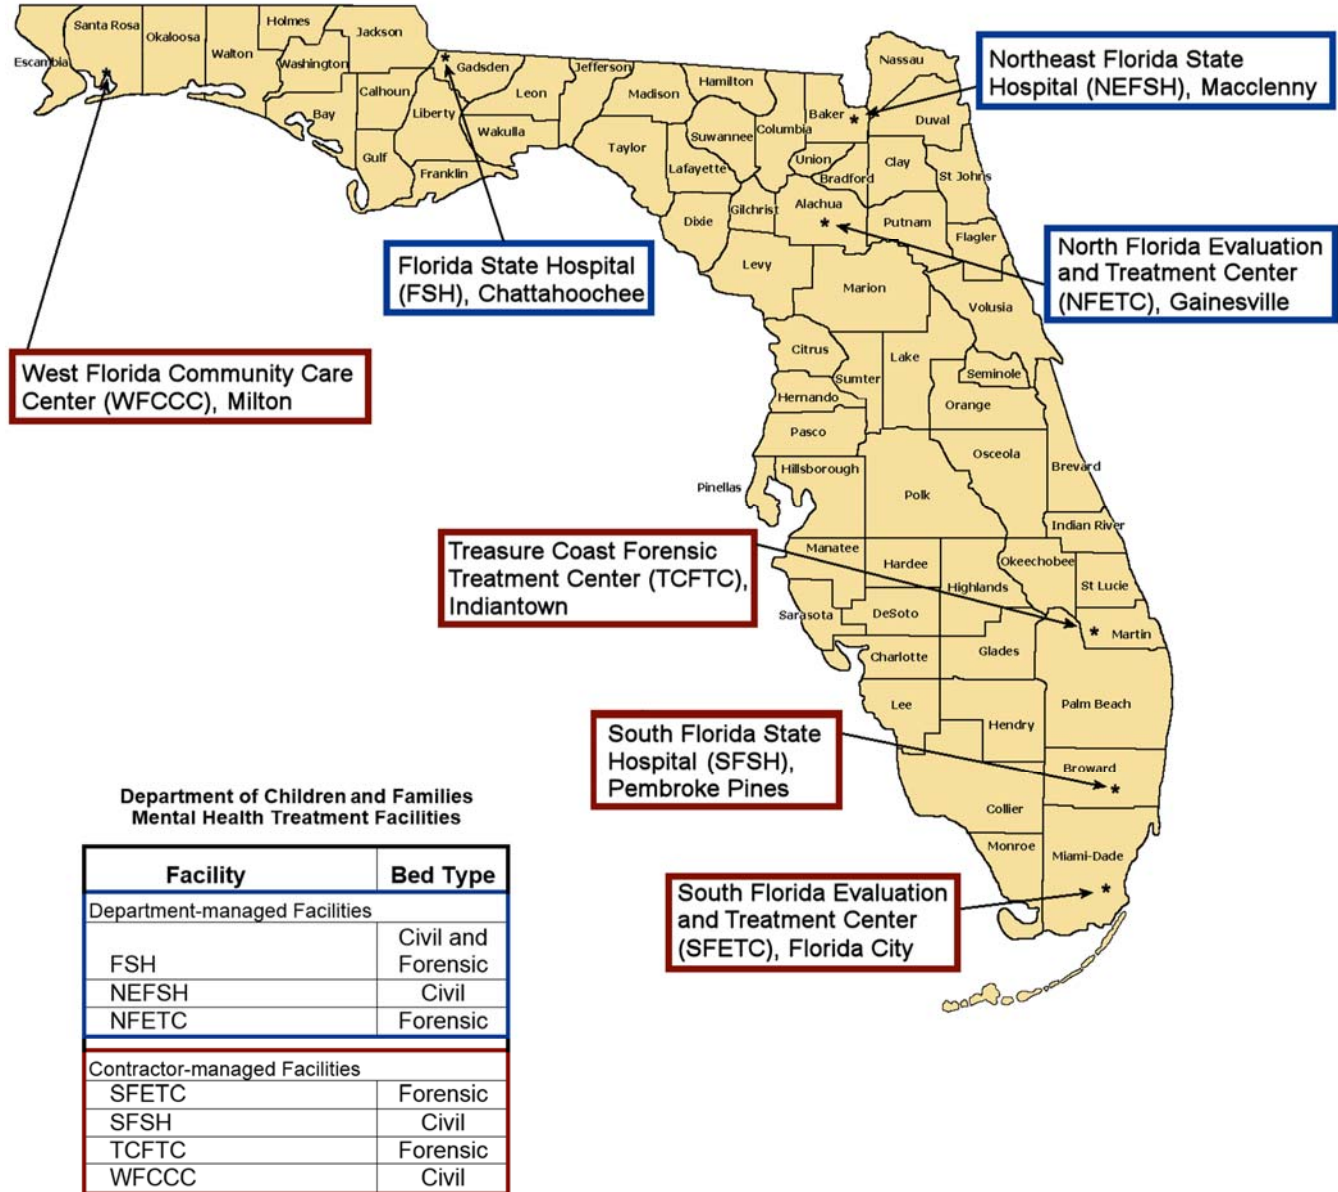 Santa Rosa
Holmes
Okaloosa
Jackson
Walton
Escambia
Washington
Gadsden
Jefferson
Hamilton
Nassau
Calhoun
Leon
Madison
Bay
Liberty
Wakulla
Suwannee
Columbia
Baker
Duval
Taylor
Gulf
Franklin
Lafayette
Union
Bradford
Clay
St Johns
Dixie
Gilchrist
Alachua
Putnam
Flagler
Levy
Marion
Volusia
Citrus
Lake
Sumter
Seminole
Hernando
Orange
Pasco
Osceola
Hillsborough
Brevard
Pinellas
Polk
Indian River
Manatee
Hardee
Okeechobee
Highlands
St Lucie
Sarasota
DeSoto
Martin
Charlotte
Glades
Lee
Palm Beach
Hendry
Broward
Collier
Monroe
Miami-Dade
*
*
*
*
*
*
*
Northeast Florida State
Hospital (NEFSH), Macclenny
North Florida Evaluation
and Treatment Center
(NFETC), Gainesville
Florida State Hospital
(FSH), Chattahoochee
West Florida Community Care
Center (WFCCC), Milton
Treasure Coast Forensic
Treatment Center (TCFTC),
Indiantown
South Florida State
Hospital (SFSH),
Pembroke Pines
South Florida Evaluation
and Treatment Center
(SFETC), Florida City
Department of Children and Families
Mental Health Treatment Facilities
Facility Bed Type
Department-managed Facilities
Civil and
FSH Forensic
NEFSH Civil
NFETC Forensic
Contractor-managed Facilities
SFETC Forensic
SFSH Civil
TCFTC Forensic
WFCCC Civil